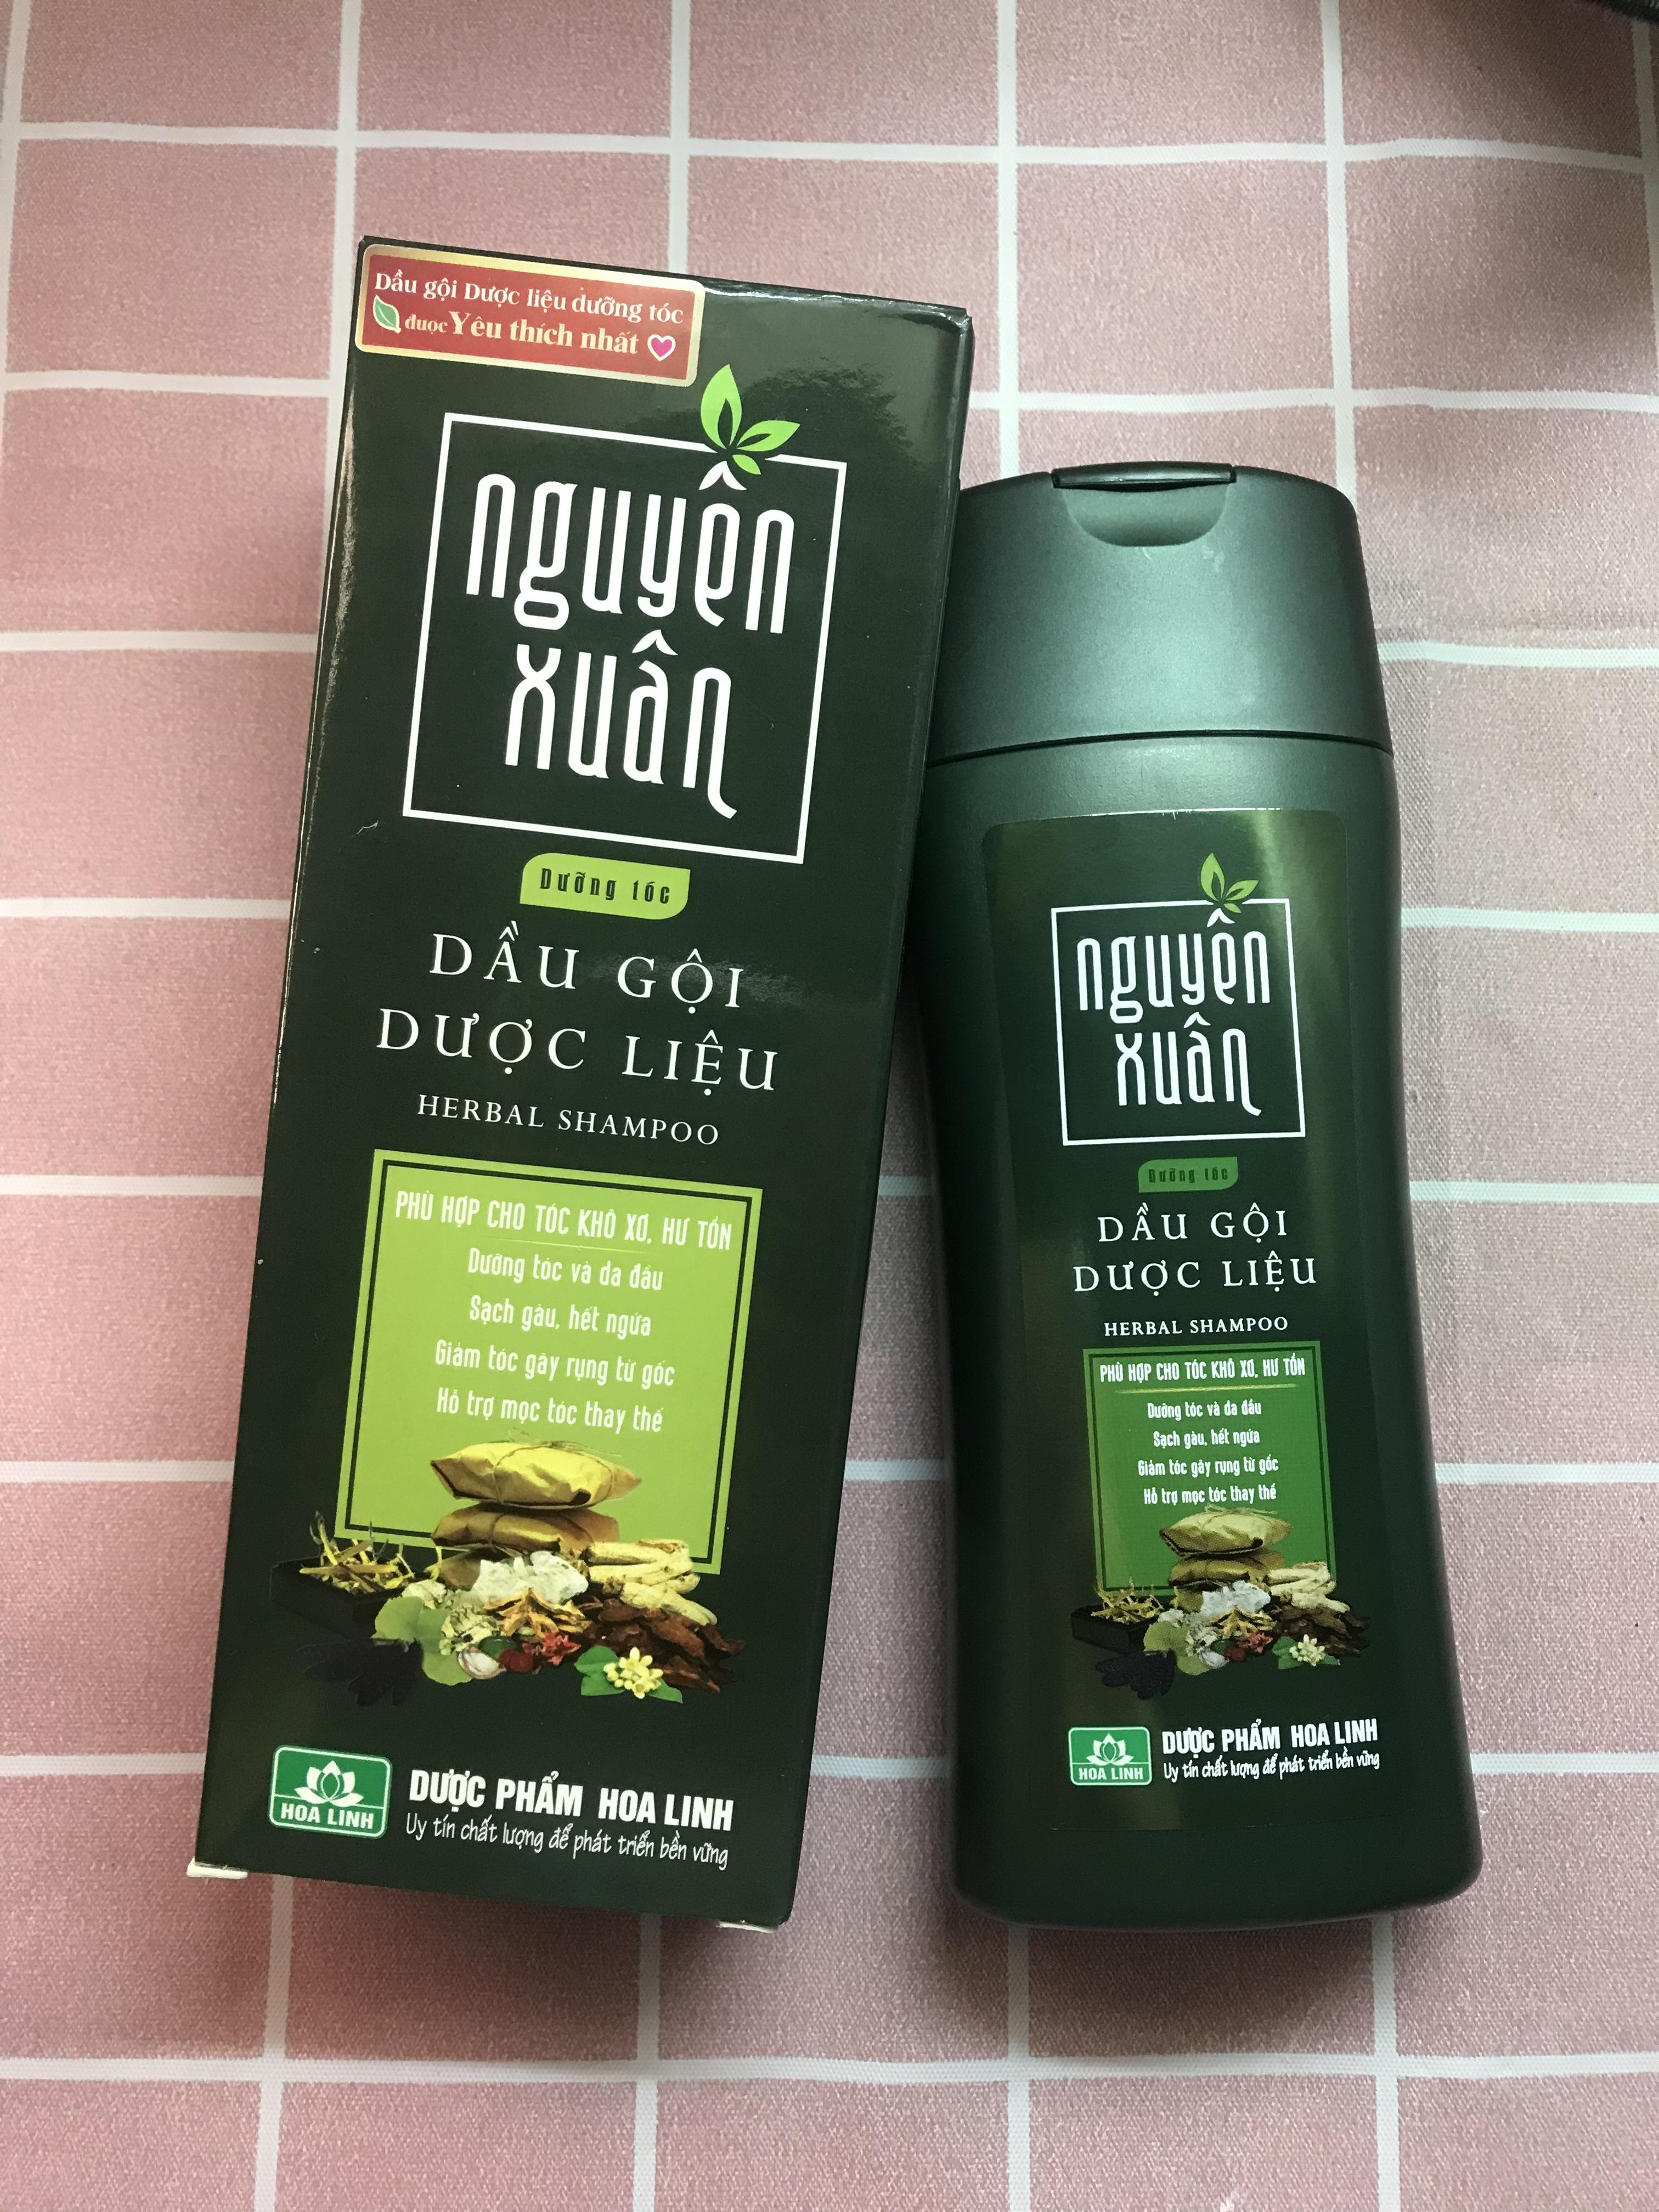 Dầu gội Dược liệu dưỡng tóc
được Yêu thích nhất
nguyên
xuân
Dưỡng tóc
DẦU GỘI
DƯỢC LIỆU
HERBAL SHAMPOO
PHÙ HỢP CHO TÓC KHÔ XƠ, HƯ TỔN
Dưỡng tóc và da đầu
Sạch gàu, hết ngứa
Giảm tóc gãy rụng từ gốc
Hỗ trợ mọc tóc thay thế
HOA LINH
DƯỢC PHẨM HOA LINH
Uy tín chất lượng để phát triển bền vững
nguyên
xuân
Dưỡng tóc
DẦU GỘI
DƯỢC LIỆU
HERBAL SHAMPOO
PHÙ HỢP CHO TÓC KHÔ XƠ, HƯ TỔN
Dưỡng tóc và da đầu
Sạch gàu, hết ngứa
Giảm tóc gãy rụng từ gốc
Hỗ trợ mọc tóc thay thế
HOA LINH
DƯỢC PHẨM HOA LINH
Uy tín chất lượng để phát triển bền vững